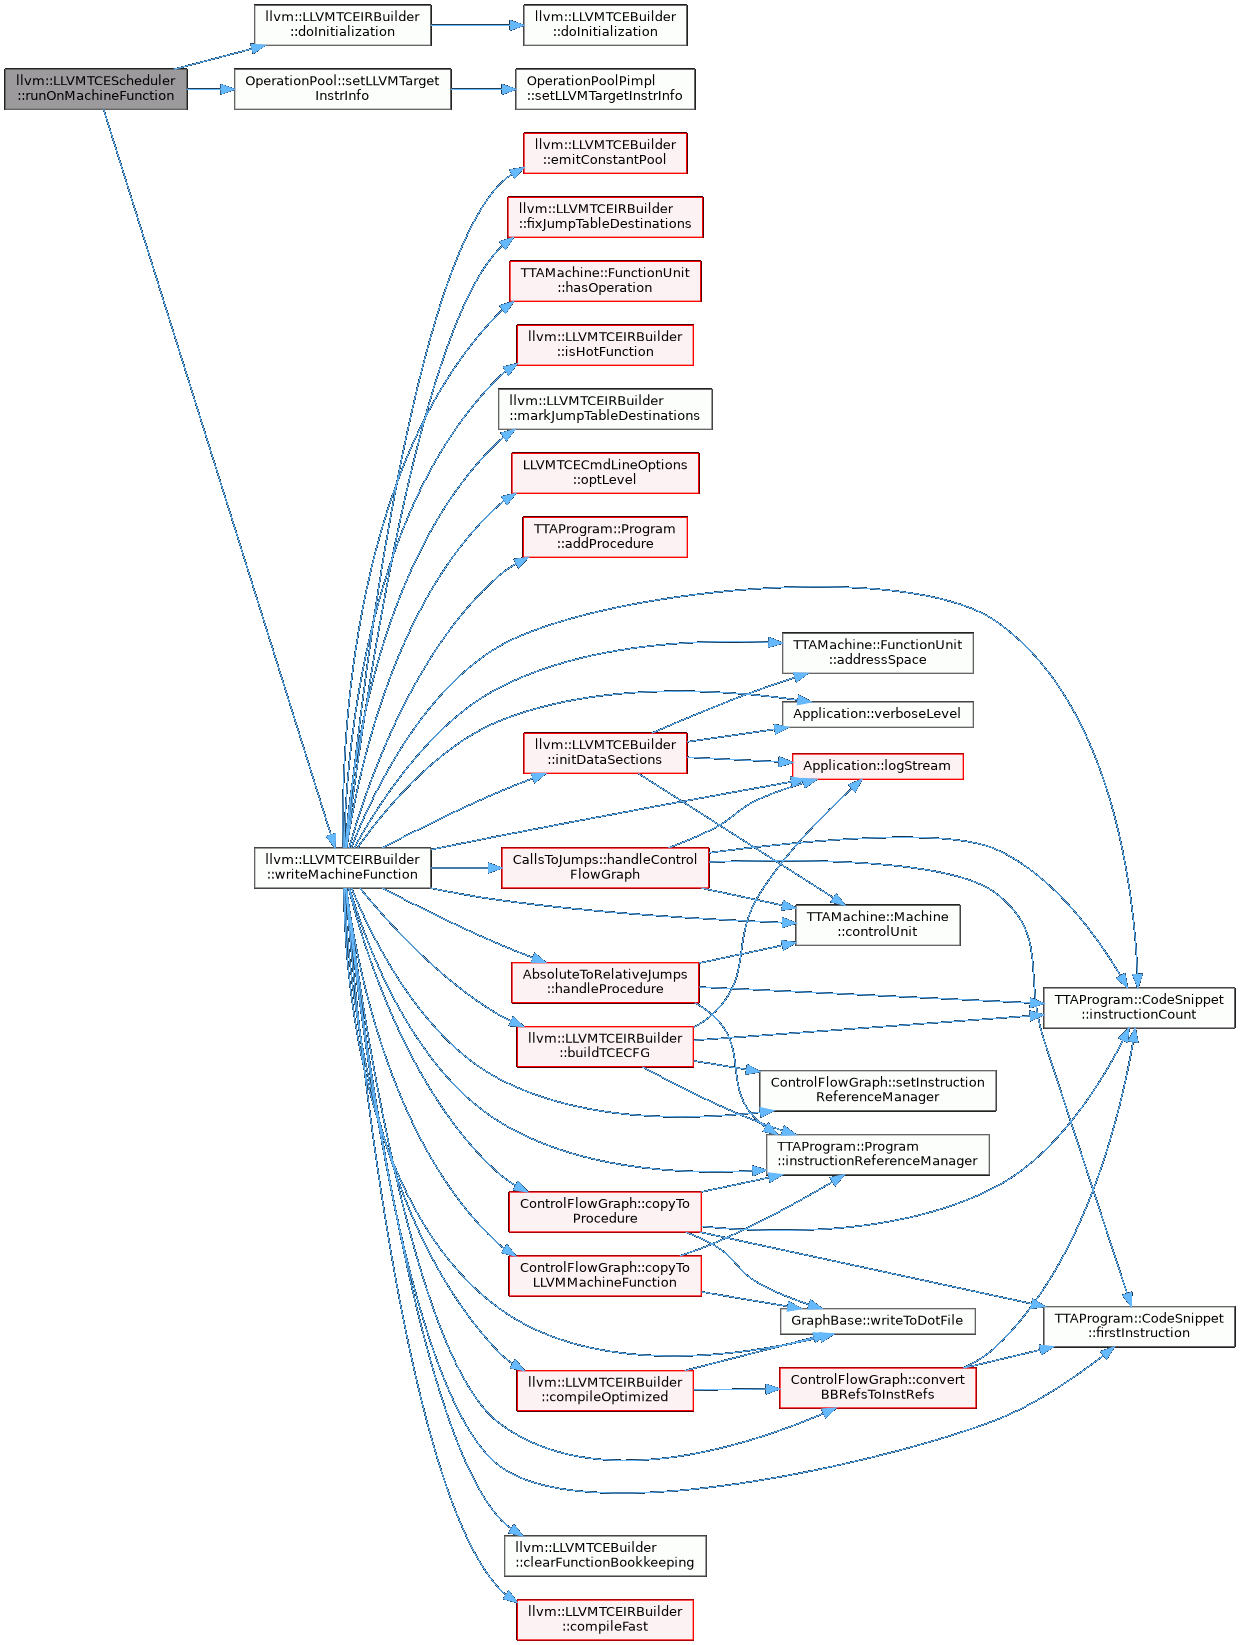 llvm::LLVMTCEIRBuilder
::doInitialization
llvm::LLVMTCEBuilder
::doInitialization
llvm::LLVMTCEScheduler
::runOnMachineFunction
OperationPool::setLLVMTarget
InstrInfo
OperationPoolPimpl
::setLLVMTargetInstrInfo
llvm::LLVMTCEBuilder
::emitConstantPool
llvm::LLVMTCEIRBuilder
::fixJumpTableDestinations
TTAMachine::FunctionUnit
::hasOperation
llvm::LLVMTCEIRBuilder
::isHotFunction
llvm::LLVMTCEIRBuilder
::markJumpTableDestinations
LLVMTCECmdLineOptions
::optLevel
TTAProgram::Program
::addProcedure
TTAMachine::FunctionUnit
::addressSpace
Application::verboseLevel
llvm::LLVMTCEBuilder
::initDataSections
Application::logStream
llvm::LLVMTCEIRBuilder
::writeMachineFunction
CallsToJumps::handleControl
FlowGraph
TTAMachine::Machine
::controlUnit
AbsoluteToRelativeJumps
::handleProcedure
TTAProgram::CodeSnippet
::instructionCount
llvm::LLVMTCEIRBuilder
::buildTCECFG
ControlFlowGraph::setInstruction
ReferenceManager
TTAProgram::Program
::instructionReferenceManager
ControlFlowGraph::copyTo
Procedure
ControlFlowGraph::copyTo
LLVMMachineFunction
GraphBase::writeToDotFile
TTAProgram::CodeSnippet
::firstInstruction
llvm::LLVMTCEIRBuilder
::compileOptimized
ControlFlowGraph::convert
BBRefsToInstRefs
llvm::LLVMTCEBuilder
::clearFunctionBookkeeping
llvm::LLVMTCEIRBuilder
::compileFast